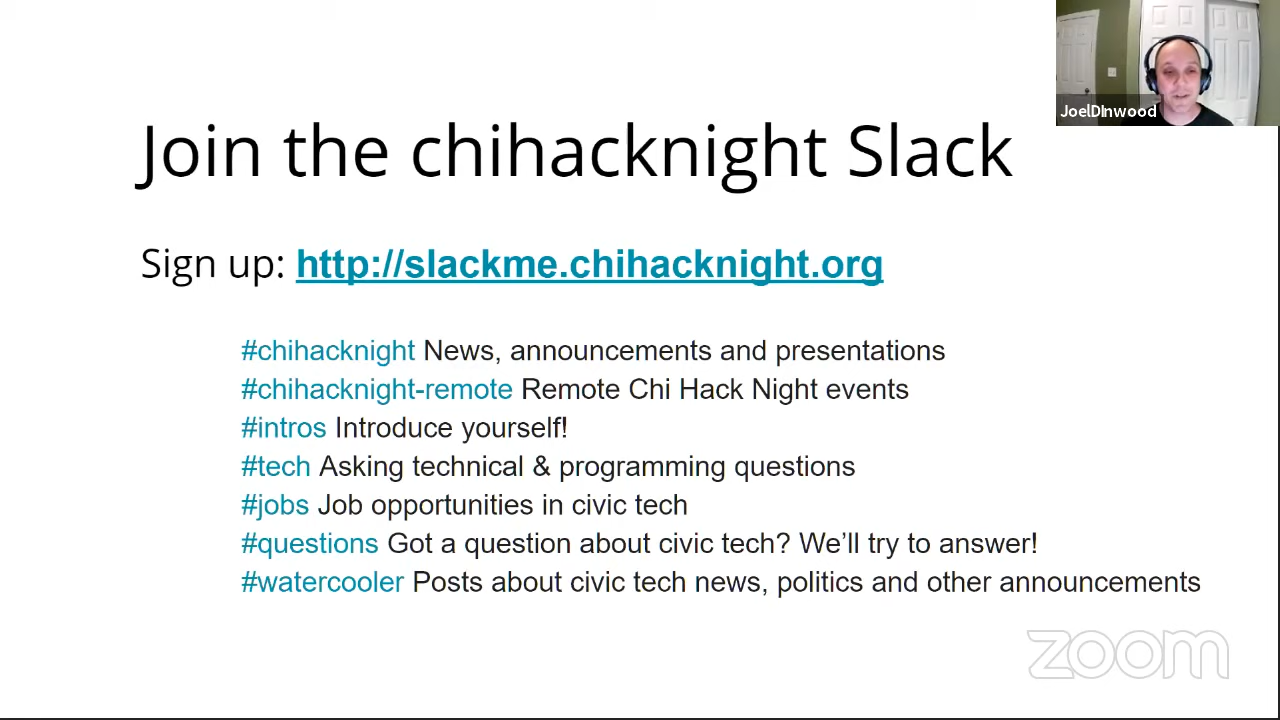 JoelDInwood
Join the chihacknight Slack
Sign up: http://slackme.chihacknight.org
#chihacknight News, announcements and presentations
#chihacknight-remote Remote Chi Hack Night events
#intros Introduce yourself!
#tech Asking technical & programming questions
#jobs Job opportunities in civic tech
#questions Got a question about civic tech? We’ll try to answer!
#watercooler Posts about civic tech news, politics and other announcements
zoom